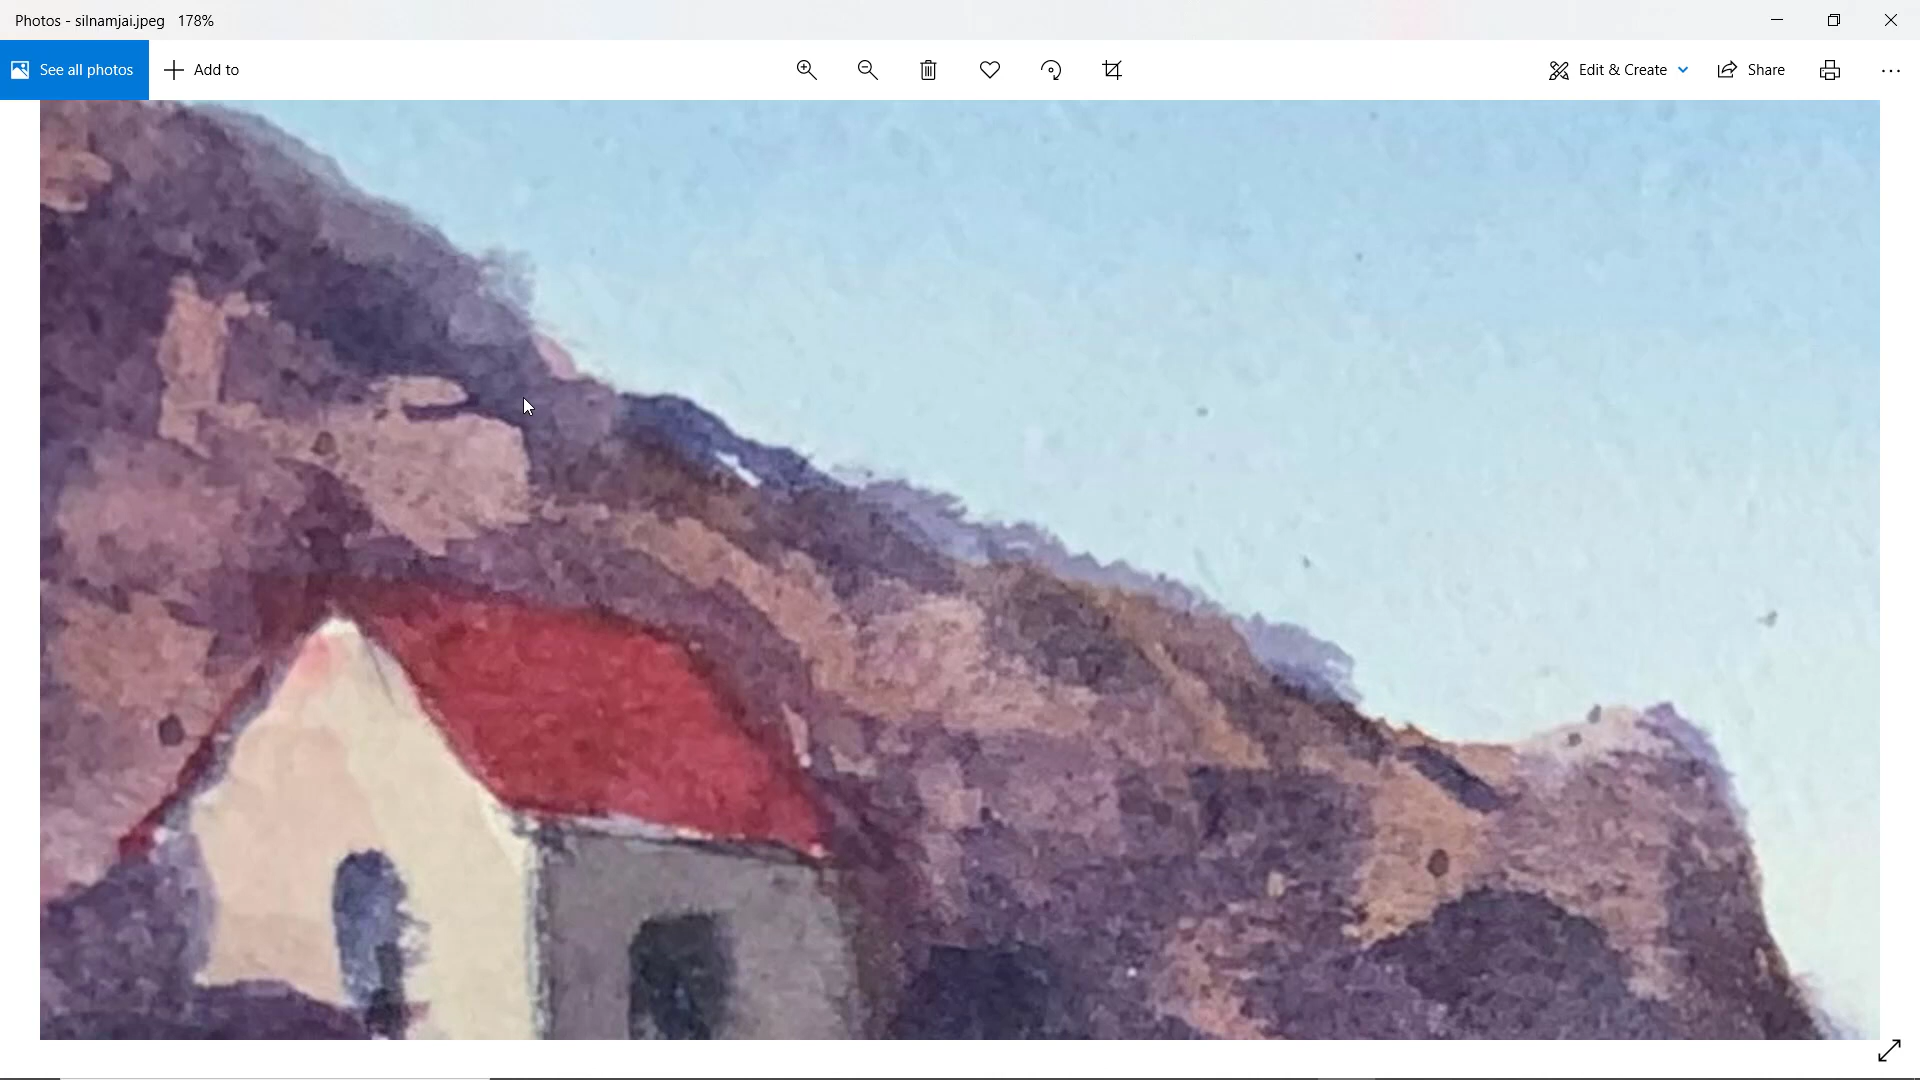 Photos - silnamjai.jpeg   178%
See all photos
Add to
Edit & Create
Share